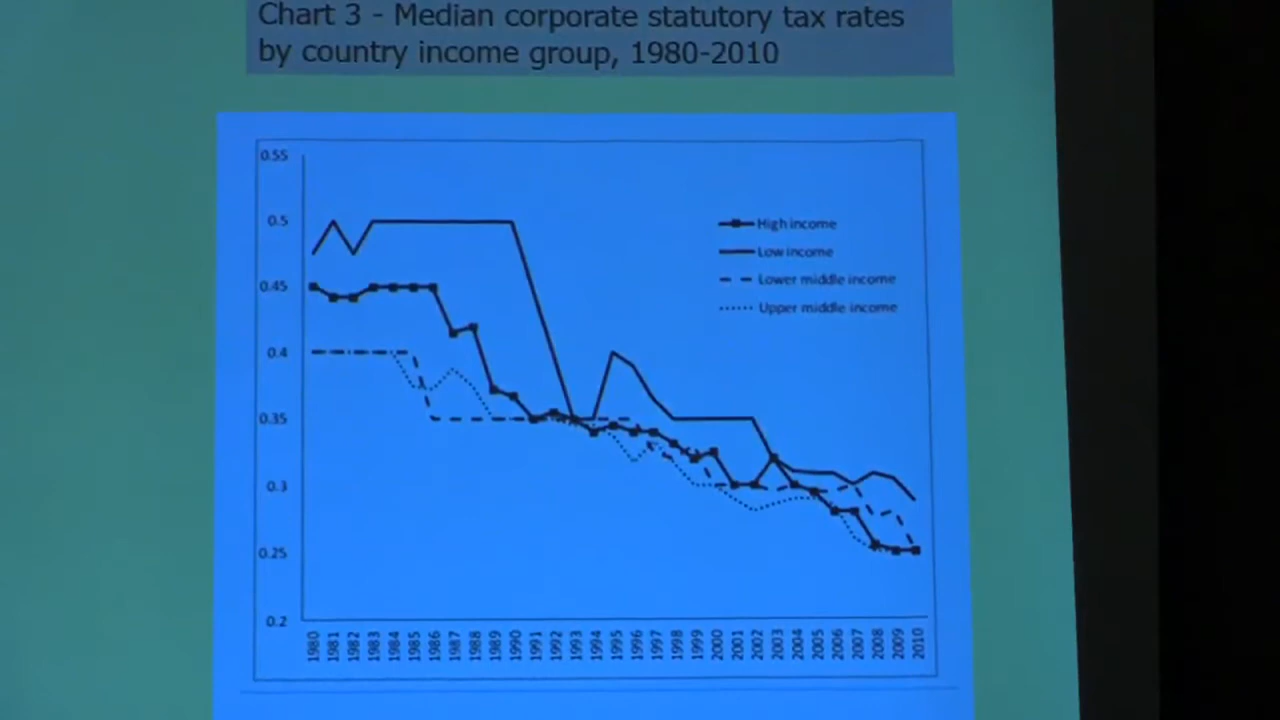 Chart 3 - Median corporate statutory tax rates
by country income group, 1980-2010
0.55
0.5
0.45
0.4
0.35
0.3
0.25
0.2
High income
Low income
Lower middle income
Upper middle income
1980 1981 1982 1983 1984 1985 1986 1987 1988 1989 1990 1991 1992 1993 1994 1995 1996 1997 1998 1999 2000 2001 2002 2003 2004 2005 2006 2007 2008 2009 2010